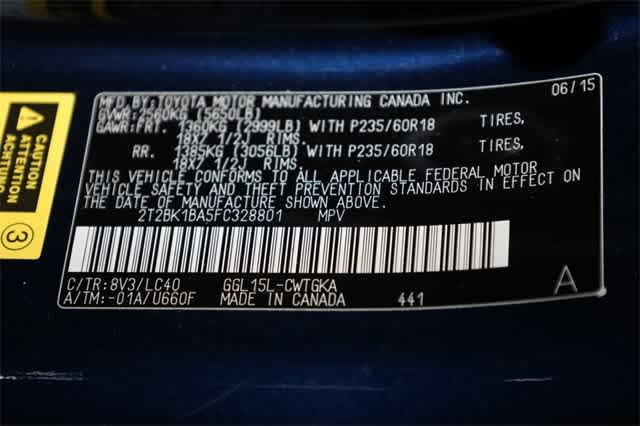 MFD.BY:TOYOTA MOTOR MANUFACTURING CANADA INC. 06/15
GVWR:2560KG (5650LB)
GAWR:FRT. 1360KG (2999LB) WITH P235/60R18 TIRES,
18X7 1/2J RIMS
RR. 1385KG (3056LB) WITH P235/60R18 TIRES,
18X7 1/2J RIMS
THIS VEHICLE CONFORMS TO ALL APPLICABLE FEDERAL MOTOR
VEHICLE SAFETY AND THEFT PREVENTION STANDARDS IN EFFECT ON
THE DATE OF MANUFACTURE SHOWN ABOVE.
2T2BK1BA5FC328801 MPV
C/TR:8V3/LC40 GGL15L-CWTGKA
A/TM:-01A/U660F MADE IN CANADA 441
A
CAUTION
ATTENTION
ACHTUNG
3